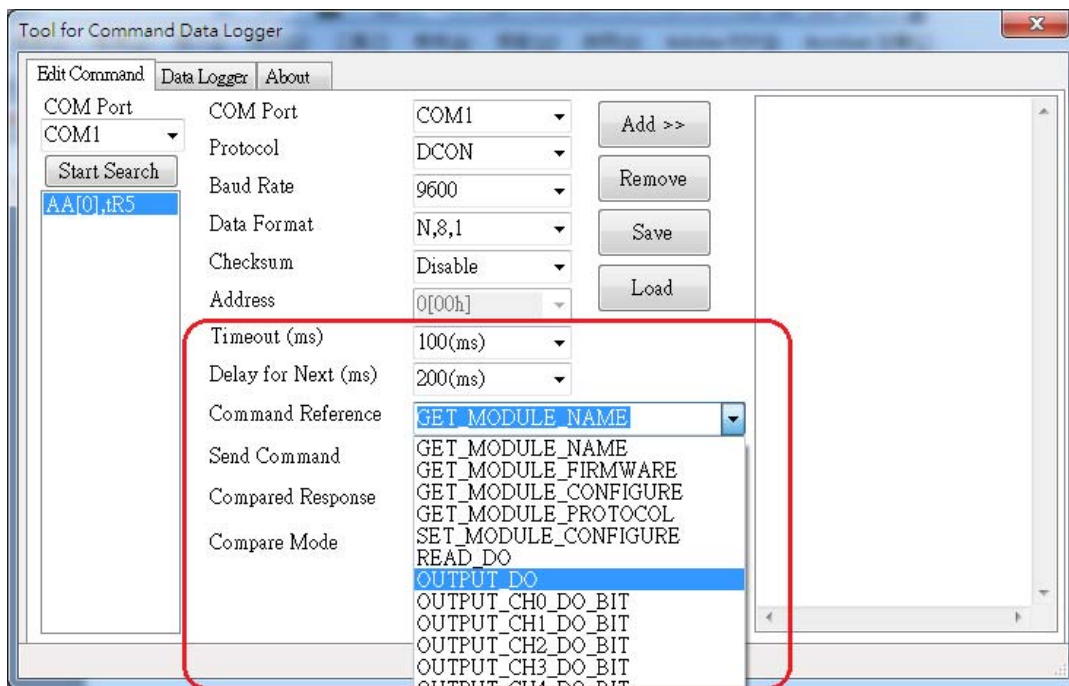 Tool for Command Data Logger
Edit Command Data Logger About
COM Port
COM1
Start Search
AA[0],tR5
COM Port COM1
Protocol DCON
Baud Rate 9600
Data Format N,8,1
Checksum Disable
Address 0[00h]
Timeout (ms) 100(ms)
Delay for Next (ms) 200(ms)
Command Reference GET_MODULE_NAME
Send Command
Compared Response
Compare Mode
GET_MODULE_NAME
GET_MODULE_FIRMWARE
GET_MODULE_CONFIGURE
GET_MODULE_PROTOCOL
SET_MODULE_CONFIGURE
READ_DO
OUTPUT_DO
OUTPUT_CH0_DO_BIT
OUTPUT_CH1_DO_BIT
OUTPUT_CH2_DO_BIT
OUTPUT_CH3_DO_BIT
OUTPUT_CH4_DO_BIT
Add >>
Remove
Save
Load